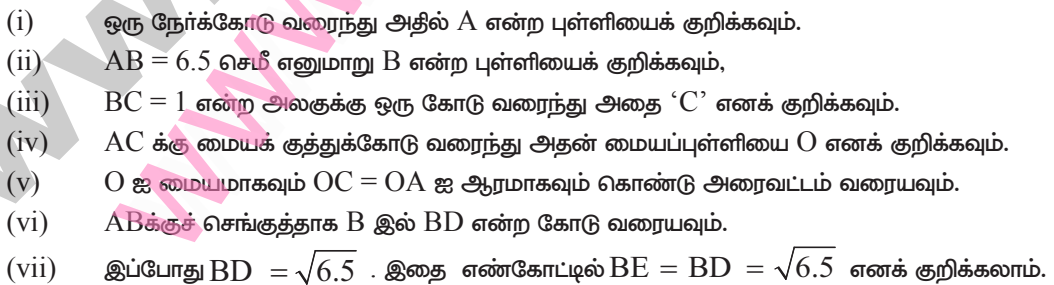 (i) ஒரு நேர்க்கோடு வரைந்து அதில் A என்ற புள்ளியைக் குறிக்கவும்.
(ii) AB = 6.5 செமீ எனுமாறு B என்ற புள்ளியைக் குறிக்கவும்,
(iii) BC = 1 என்ற அலகுக்கு ஒரு கோடு வரைந்து அதை ‘C’ எனக் குறிக்கவும்.
(iv) AC க்கு மையக் குத்துக்கோடு வரைந்து அதன் மையப்புள்ளியை O எனக் குறிக்கவும்.
(v) O ஐ மையமாகவும் OC = OA ஐ ஆரமாகவும் கொண்டு அரைவட்டம் வரையவும்.
(vi) ABக்குச் செங்குத்தாக B இல் BD என்ற கோடு வரையவும்.
(vii) இப்போது BD = √6.5 . இதை எண்கோட்டில் BE = BD = √6.5 எனக் குறிக்கலாம்.